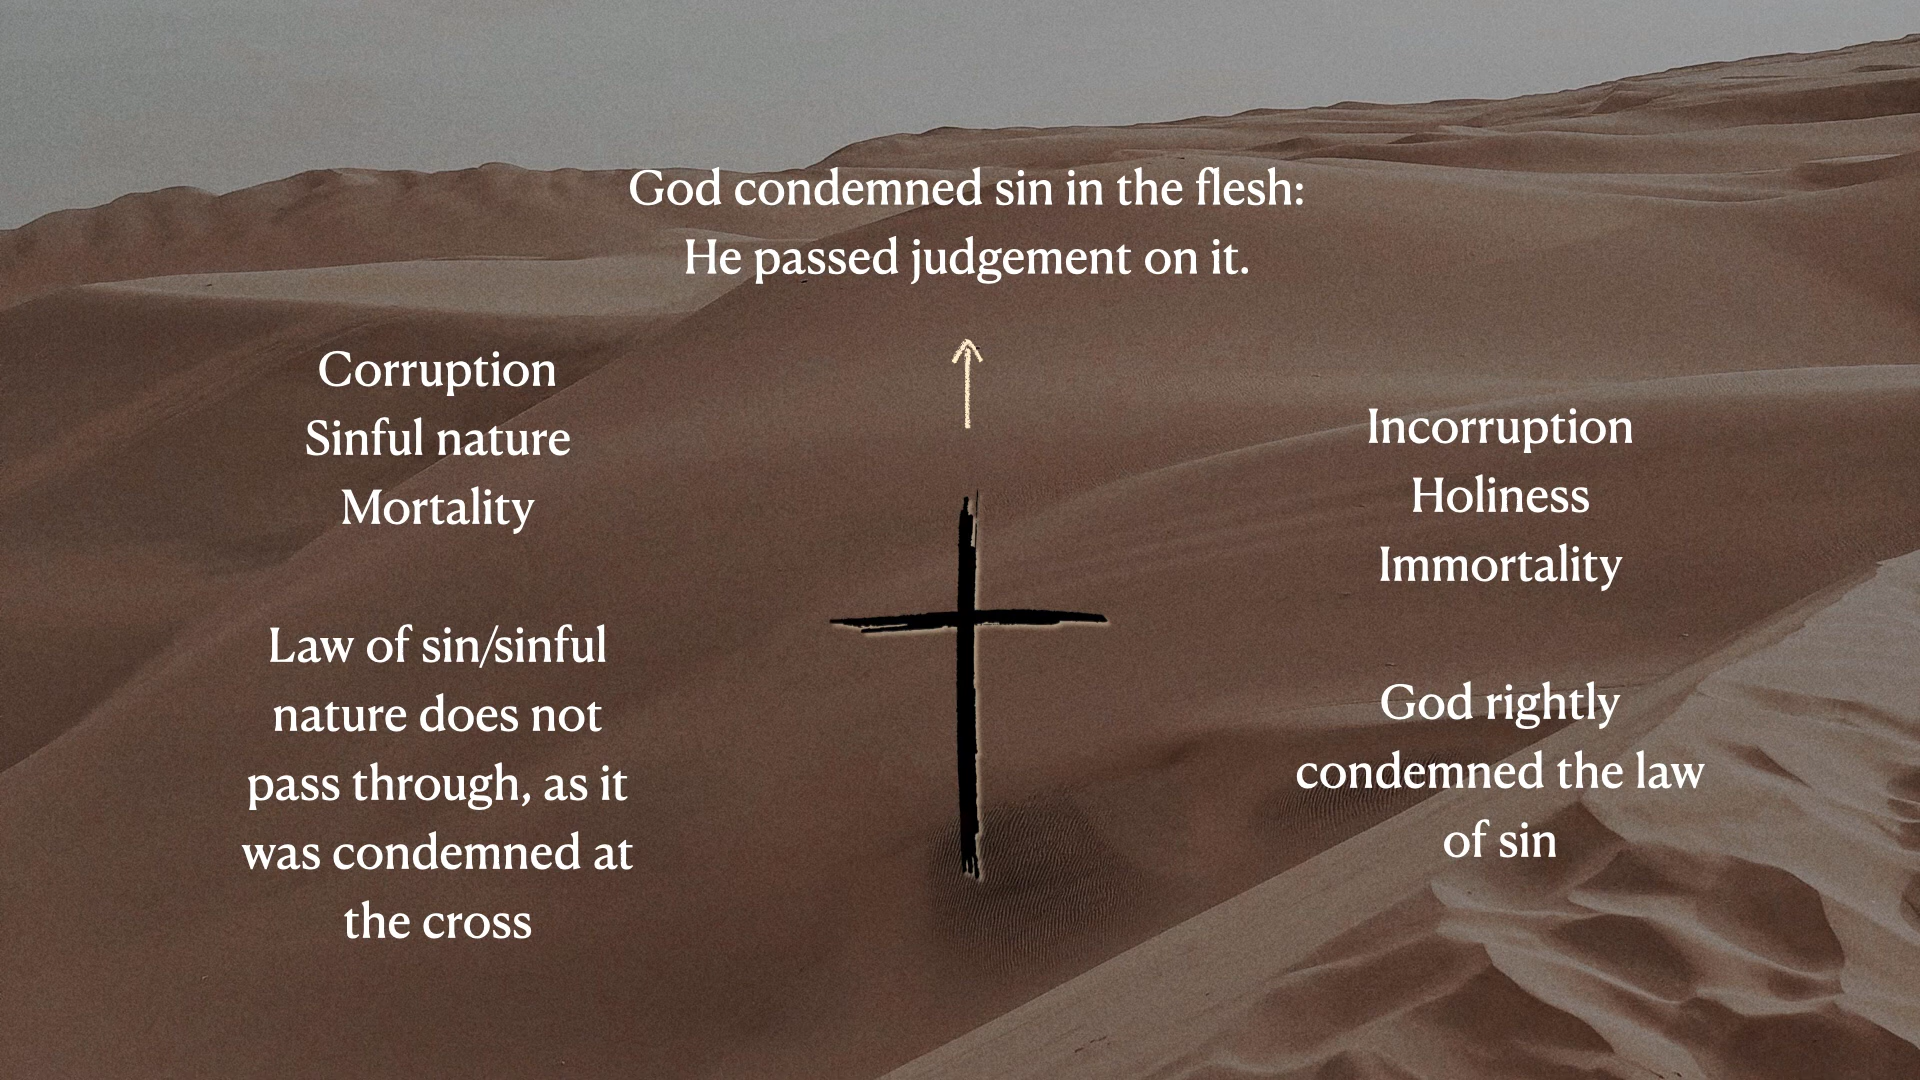 God condemned sin in the flesh:
He passed judgement on it.
Corruption
Sinful nature
Mortality
Law of sin/sinful
nature does not
pass through, as it
was condemned at
the cross
Incorruption
Holiness
Immortality
God rightly
condemned the law
of sin